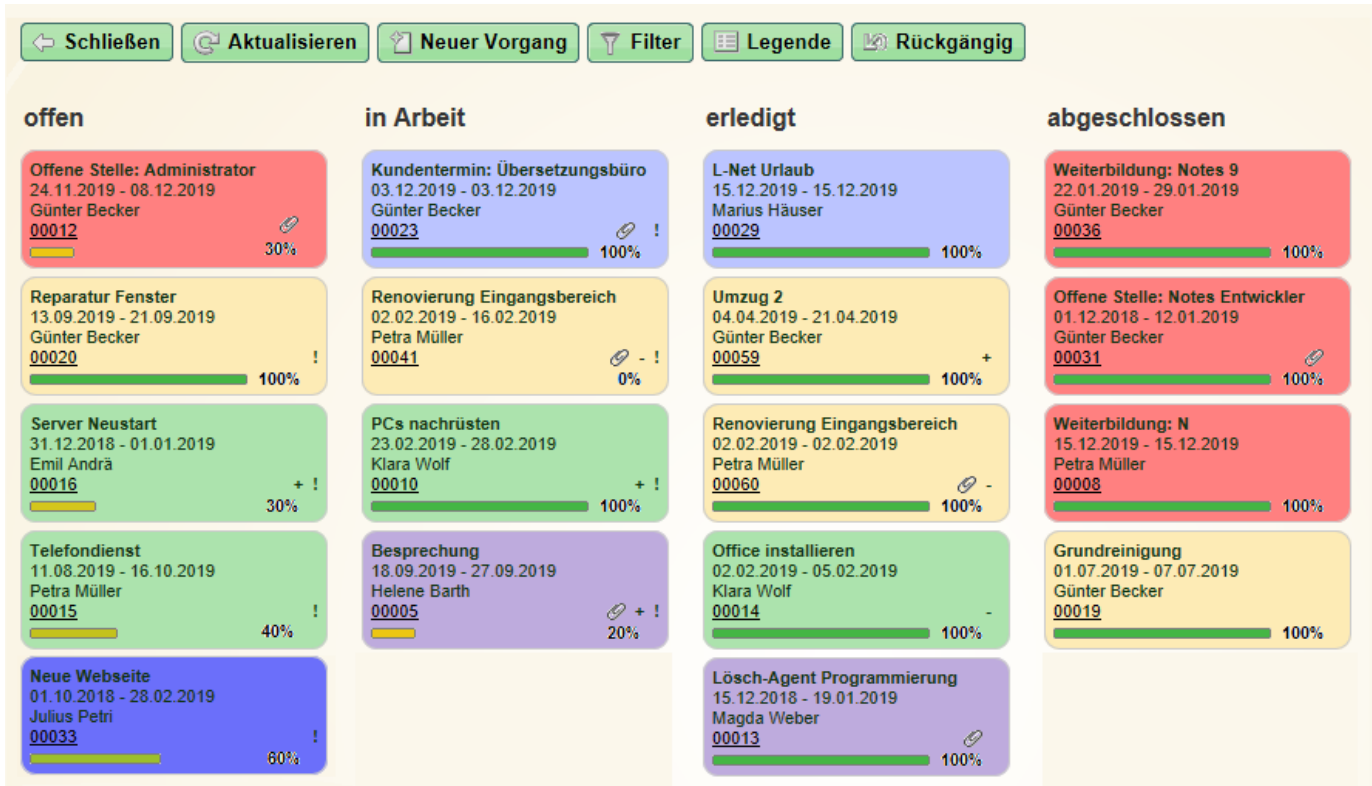 Schließen Aktualisieren Neuer Vorgang Filter Legende Rückgängig
offen
Offene Stelle: Administrator
24.11.2019 - 08.12.2019
Günter Becker
00012
30%
Reparatur Fenster
13.09.2019 - 21.09.2019
Günter Becker
00020 !
100%
Server Neustart
31.12.2018 - 01.01.2019
Emil Andrä
00016 + !
30%
Telefondienst
11.08.2019 - 16.10.2019
Petra Müller
00015 !
40%
Neue Webseite
01.10.2018 - 28.02.2019
Julius Petri
00033 !
60%
in Arbeit
Kundentermin: Übersetzungsbüro
03.12.2019 - 03.12.2019
Günter Becker
00023 !
100%
Renovierung Eingangsbereich
02.02.2019 - 16.02.2019
Petra Müller
00041 - !
0%
PCs nachrüsten
23.02.2019 - 28.02.2019
Klara Wolf
00010 + !
100%
Besprechung
18.09.2019 - 27.09.2019
Helene Barth
00005 + !
20%
erledigt
L-Net Urlaub
15.12.2019 - 15.12.2019
Marius Häuser
00029
100%
Umzug 2
04.04.2019 - 21.04.2019
Günter Becker
00059 +
100%
Renovierung Eingangsbereich
02.02.2019 - 02.02.2019
Petra Müller
00060 -
100%
Office installieren
02.02.2019 - 05.02.2019
Klara Wolf
00014 -
100%
Lösch-Agent Programmierung
15.12.2018 - 19.01.2019
Magda Weber
00013
100%
abgeschlossen
Weiterbildung: Notes 9
22.01.2019 - 29.01.2019
Günter Becker
00036
100%
Offene Stelle: Notes Entwickler
01.12.2018 - 12.01.2019
Günter Becker
00031
100%
Weiterbildung: N
15.12.2019 - 15.12.2019
Petra Müller
00008
100%
Grundreinigung
01.07.2019 - 07.07.2019
Günter Becker
00019
100%